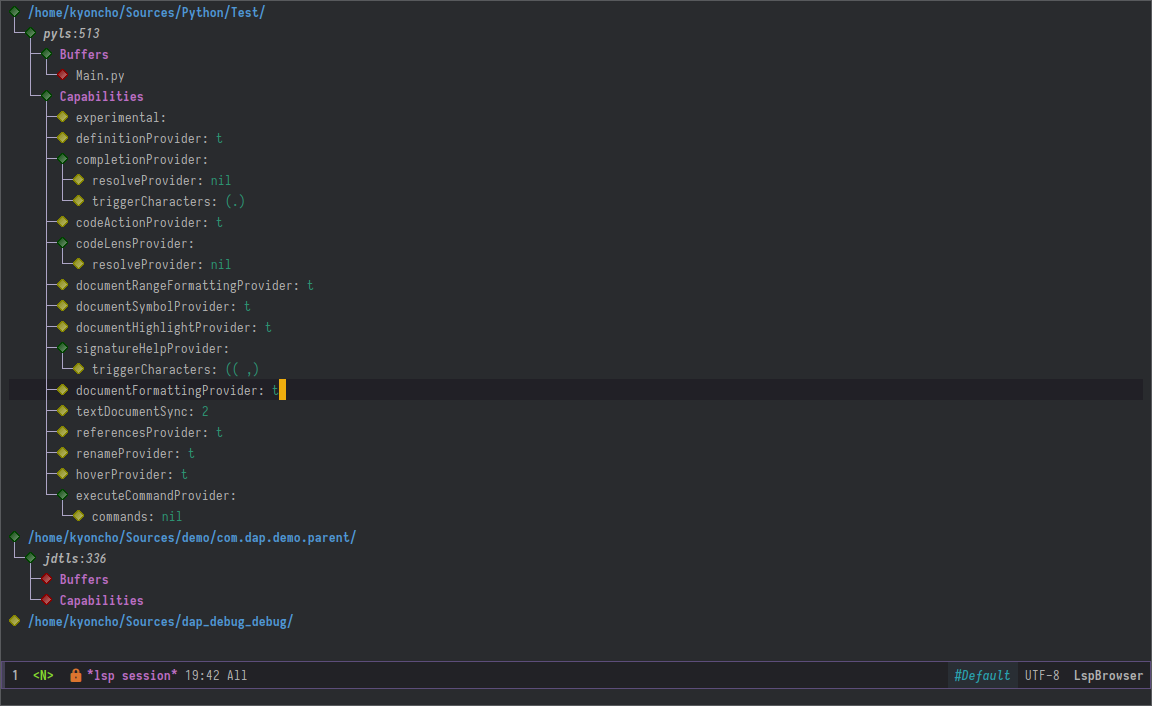 /home/kyoncho/Sources/Python/Test/
pyls:513
Buffers
Main.py
Capabilities
experimental:
definitionProvider: t
completionProvider:
resolveProvider: nil
triggerCharacters: (.)
codeActionProvider: t
codeLensProvider:
resolveProvider: nil
documentRangeFormattingProvider: t
documentSymbolProvider: t
documentHighlightProvider: t
signatureHelpProvider:
triggerCharacters: (( ,)
documentFormattingProvider: t
textDocumentSync: 2
referencesProvider: t
renameProvider: t
hoverProvider: t
executeCommandProvider:
commands: nil
/home/kyoncho/Sources/demo/com.dap.demo.parent/
jdtls:336
Buffers
Capabilities
/home/kyoncho/Sources/dap_debug_debug/
1 <N> *lsp session* 19:42 All #Default UTF-8 LspBrowser